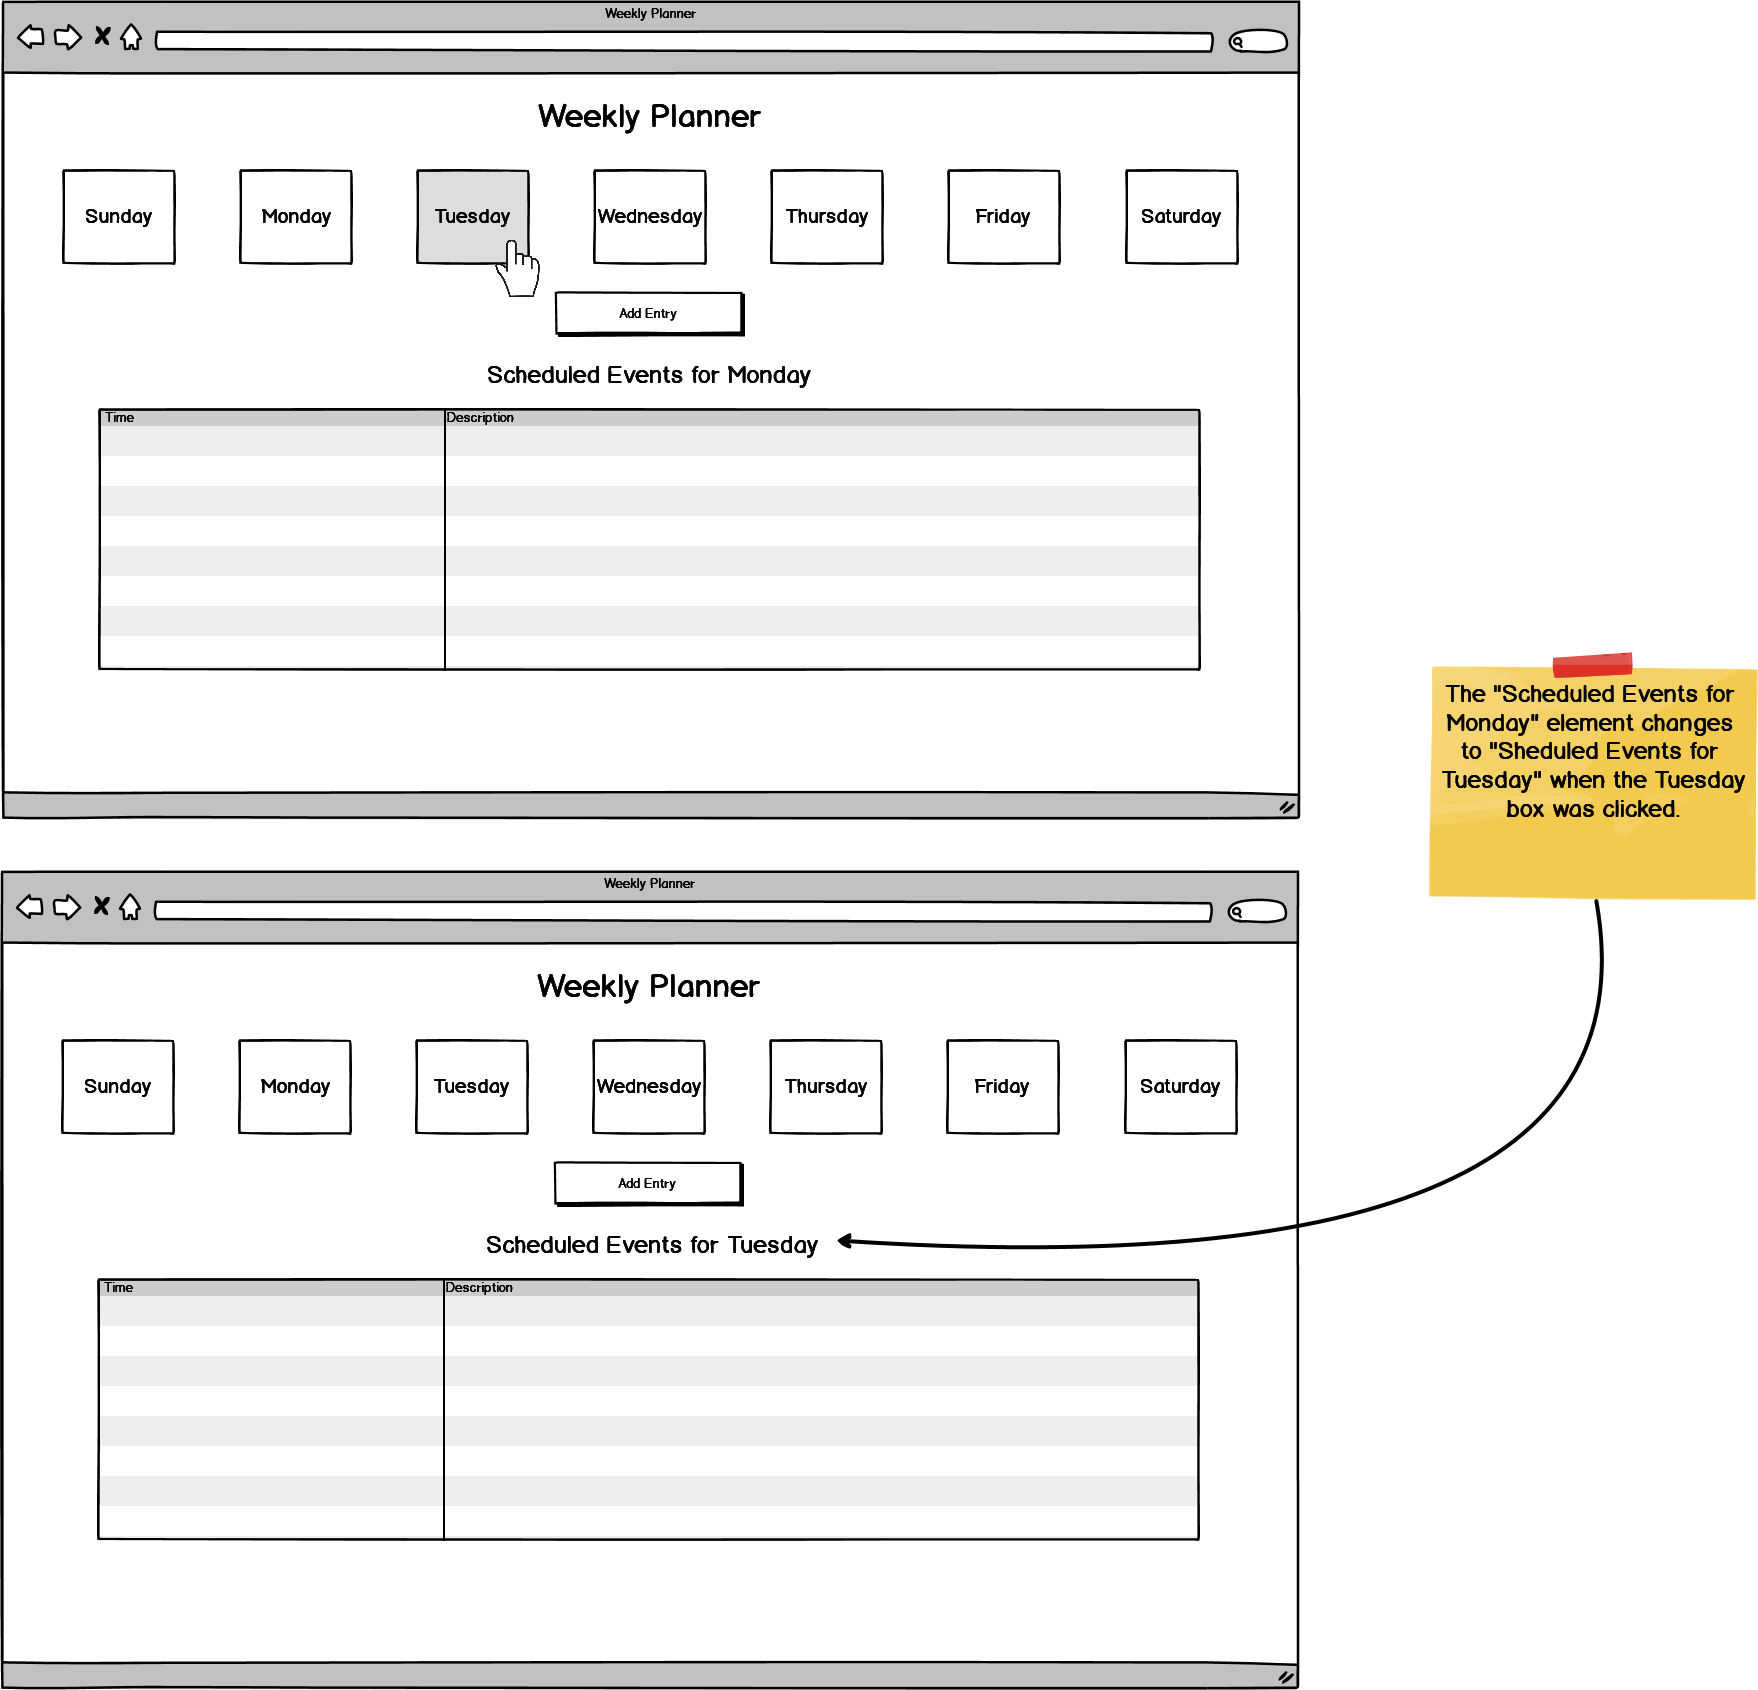 Weekly Planner
Weekly Planner
Sunday Monday Tuesday Wednesday Thursday Friday Saturday
Add Entry
Scheduled Events for Monday
Time Description
The "Scheduled Events for
Monday" element changes
to "Sheduled Events for
Tuesday" when the Tuesday
box was clicked.
Weekly Planner
Weekly Planner
Sunday Monday Tuesday Wednesday Thursday Friday Saturday
Add Entry
Scheduled Events for Tuesday
Time Description